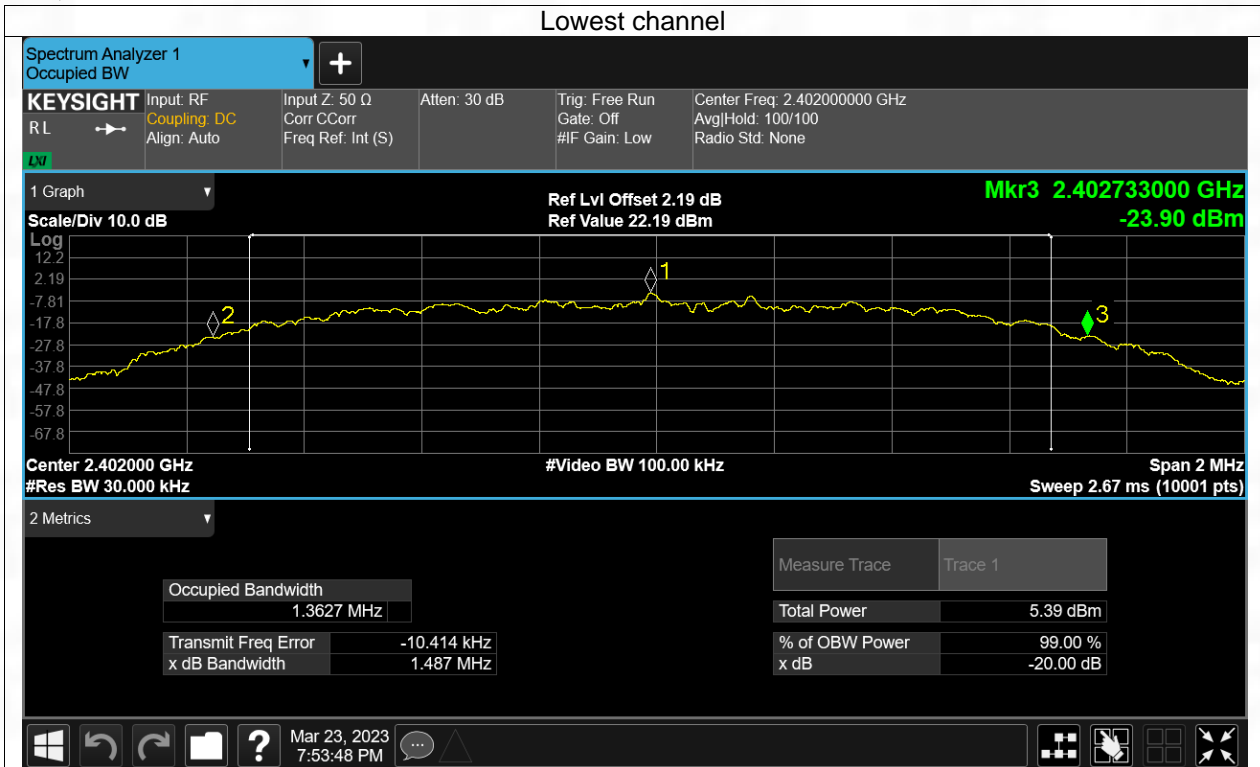 Lowest channel
Spectrum Analyzer 1
Occupied BW
+
KEYSIGHT
R L
LXI
Input: RF
Coupling: DC
Align: Auto
Input Z: 50 Ω
Corr CCorr
Freq Ref: Int (S)
Atten: 30 dB
Trig: Free Run
Gate: Off
#IF Gain: Low
Center Freq: 2.402000000 GHz
Avg|Hold: 100/100
Radio Std: None
1 Graph
Scale/Div 10.0 dB
Ref Lvl Offset 2.19 dB
Ref Value 22.19 dBm
Mkr3 2.402733000 GHz
-23.90 dBm
Log
12.2
2.19
-7.81
-17.8
-27.8
-37.8
-47.8
-57.8
-67.8
2
1
3
Center 2.402000 GHz
#Res BW 30.000 kHz
#Video BW 100.00 kHz
Span 2 MHz
Sweep 2.67 ms (10001 pts)
2 Metrics
Measure Trace Trace 1
Occupied Bandwidth
1.3627 MHz
Total Power 5.39 dBm
Transmit Freq Error -10.414 kHz
% of OBW Power 99.00 %
x dB Bandwidth 1.487 MHz
x dB -20.00 dB
?
Mar 23, 2023
7:53:48 PM